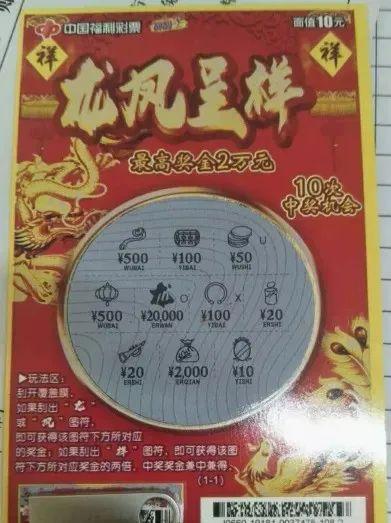 中国福利彩票
面值10元
祥
祥
龙凤呈祥
最高奖金2万元
10次
中奖机会
¥500 ¥100 ¥50 U
WUBAI YIBAI WUSHI
¥500 龙 O ¥20,000 ¥100 X ¥20
WUBAI ERWAN YIBAI ERSHI
¥20 ¥2,000 ¥10
ERSHI ERQIAN YISHI
▶玩法区:
刮开覆盖膜,
如果刮出“龙”
或“凤”图符,
即可获得该图符下方所对应
的奖金;如果刮出“祥”图符,即可获得该图
符下方所对应奖金的两倍。中奖奖金兼中兼得。
(1-1)